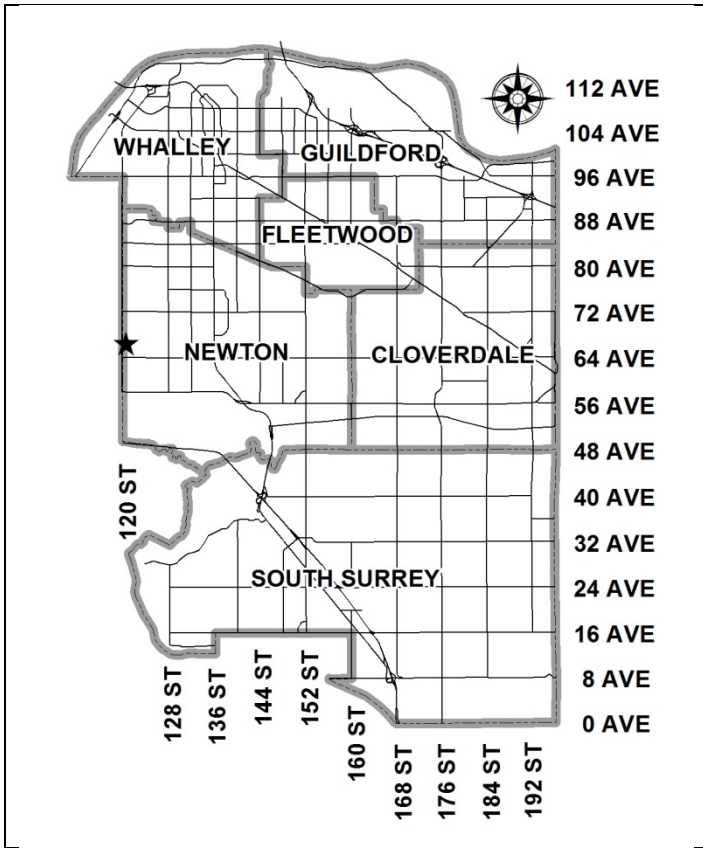 112 AVE
104 AVE
WHALLEY
GUILDFORD
96 AVE
88 AVE
FLEETWOOD
80 AVE
72 AVE
NEWTON
CLOVERDALE
64 AVE
56 AVE
48 AVE
120 ST
40 AVE
32 AVE
SOUTH SURREY
24 AVE
16 AVE
8 AVE
0 AVE
128 ST
136 ST
144 ST
152 ST
160 ST
168 ST
176 ST
184 ST
192 ST